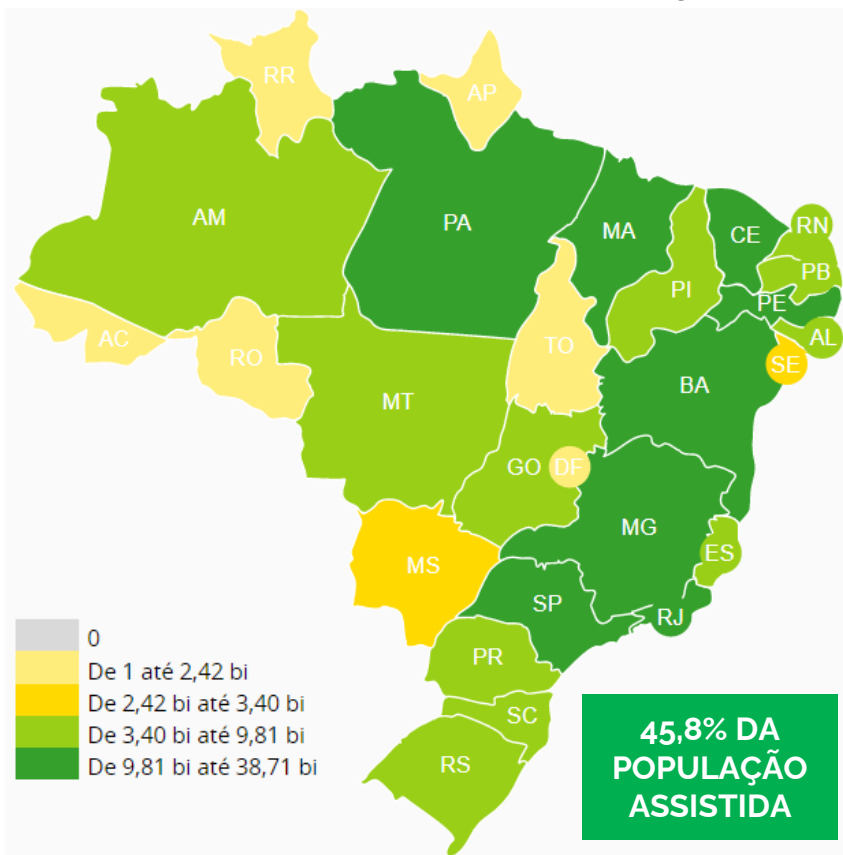 RR
AP
AM
PA
MA
CE
RN
PB
PI
PE
AL
AC
RO
TO
SE
BA
MT
GO
DF
MG
ES
MS
SP
RJ
PR
SC
RS
0
De 1 até 2,42 bi
De 2,42 bi até 3,40 bi
De 3,40 bi até 9,81 bi
De 9,81 bi até 38,71 bi
45,8% DA
POPULAÇÃO
ASSISTIDA